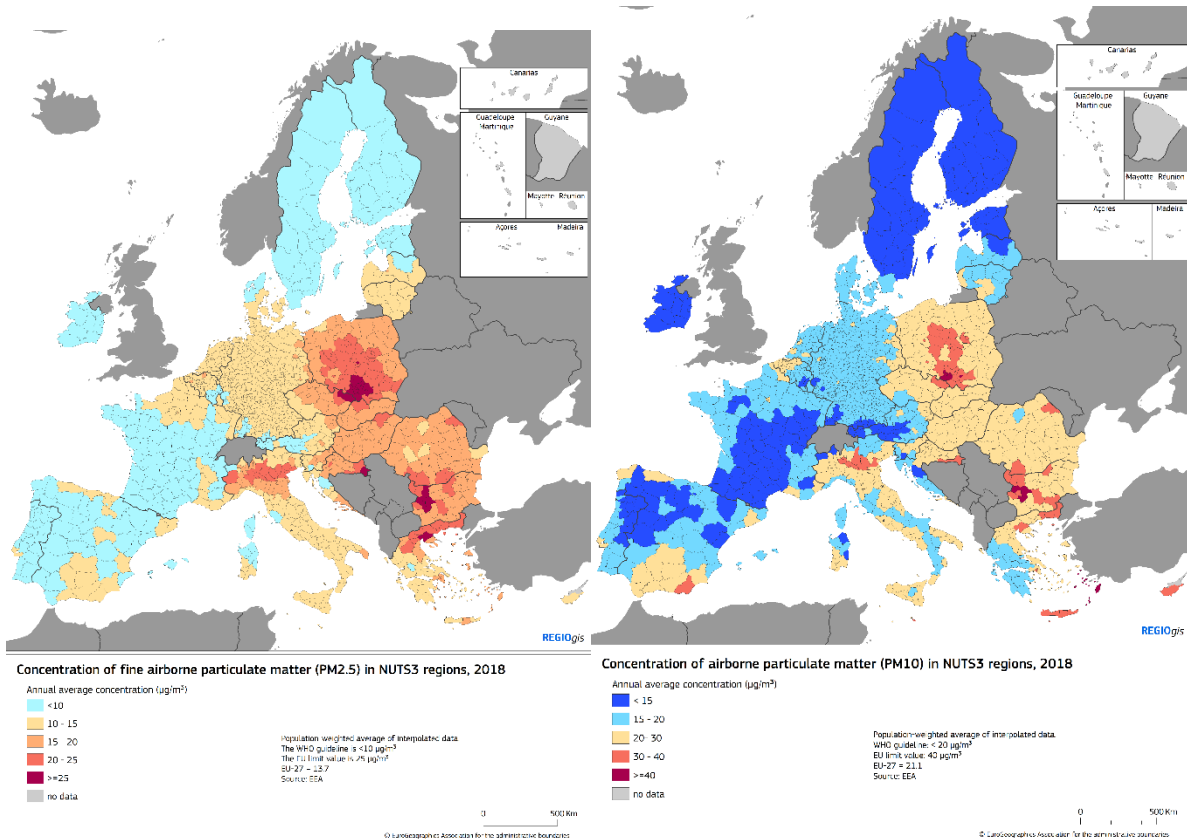 Canarias
Guadeloupe
Martinique
Guyane
Mayotte
Réunion
Açores
Madeira
REGIOgis
Concentration of fine airborne particulate matter (PM2.5) in NUTS3 regions, 2018
Annual average concentration (µg/m³)
<10
10 - 15
15 - 20
20 - 25
>=25
no data
Population-weighted average of interpolated data
The WHO guideline is <10 µg/m³
The EU limit value is 25 µg/m³
EU-27 = 13.7
Source: EEA
0 500 Km
© EuroGeographics Association for the administrative boundaries
Canarias
Guadeloupe
Martinique
Guyane
Mayotte
Réunion
Açores
Madeira
REGIOgis
Concentration of airborne particulate matter (PM10) in NUTS3 regions, 2018
Annual average concentration (µg/m³)
< 15
15 - 20
20- 30
30 - 40
>=40
no data
Population-weighted average of interpolated data
WHO guideline: < 20 µg/m³
EU limit value: 40 µg/m³
EU-27 = 21.1
Source: EEA
0 500 Km
© EuroGeographics Association for the administrative boundaries